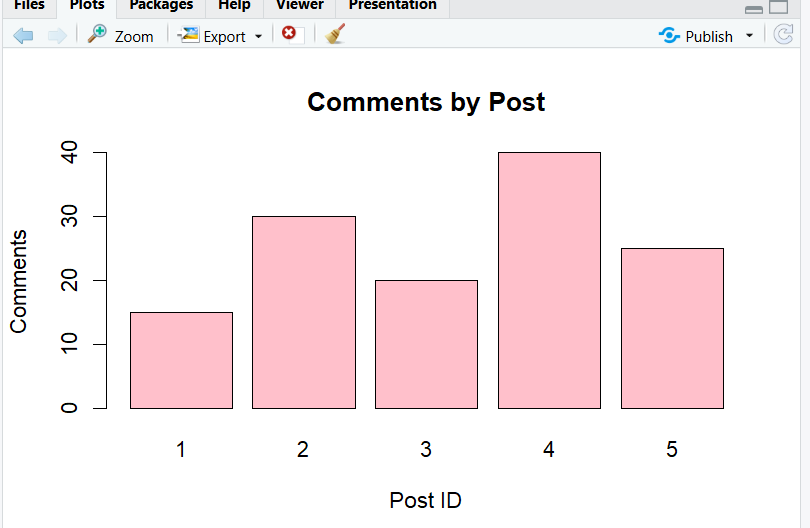 Files Plots Packages Help Viewer Presentation
Zoom Export Publish
Comments by Post
Comments
40
30
20
10
0
1 2 3 4 5
Post ID